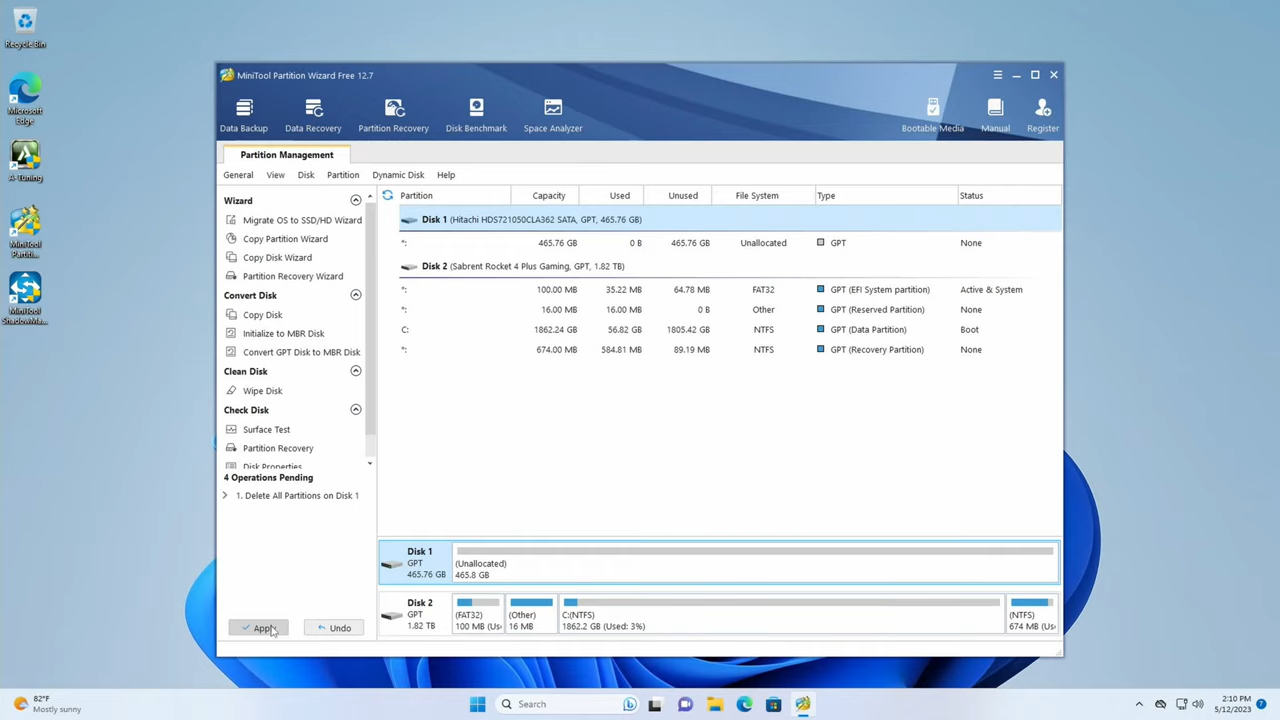 Recycle Bin
Microsoft
Edge
A-Tuning
MiniTool
Partiti...
MiniTool
ShadowMa...
MiniTool Partition Wizard Free 12.7
Data Backup
Data Recovery
Partition Recovery
Disk Benchmark
Space Analyzer
Bootable Media
Manual
Register
Partition Management
General View Disk Partition Dynamic Disk Help
Wizard
Migrate OS to SSD/HD Wizard
Copy Partition Wizard
Copy Disk Wizard
Partition Recovery Wizard
Convert Disk
Copy Disk
Initialize to MBR Disk
Convert GPT Disk to MBR Disk
Clean Disk
Wipe Disk
Check Disk
Surface Test
Partition Recovery
Disk Properties
4 Operations Pending
1. Delete All Partitions on Disk 1
Apply
Undo
Partition Capacity Used Unused File System Type Status
Disk 1 (Hitachi HDS721050CLA362 SATA, GPT, 465.76 GB)
*: 465.76 GB 0 B 465.76 GB Unallocated GPT None
Disk 2 (Sabrent Rocket 4 Plus Gaming, GPT, 1.82 TB)
*: 100.00 MB 35.22 MB 64.78 MB FAT32 GPT (EFI System partition) Active & System
*: 16.00 MB 16.00 MB 0 B Other GPT (Reserved Partition) None
C: 1862.24 GB 56.82 GB 1805.42 GB NTFS GPT (Data Partition) Boot
*: 674.00 MB 584.81 MB 89.19 MB NTFS GPT (Recovery Partition) None
Disk 1
GPT
465.76 GB
(Unallocated)
465.8 GB
Disk 2
GPT
1.82 TB
(FAT32)
100 MB (Us
(Other)
16 MB
C:(NTFS)
1862.2 GB (Used: 3%)
(NTFS)
674 MB (Us
82°F
Mostly sunny
Search
2:10 PM
5/12/2023
7